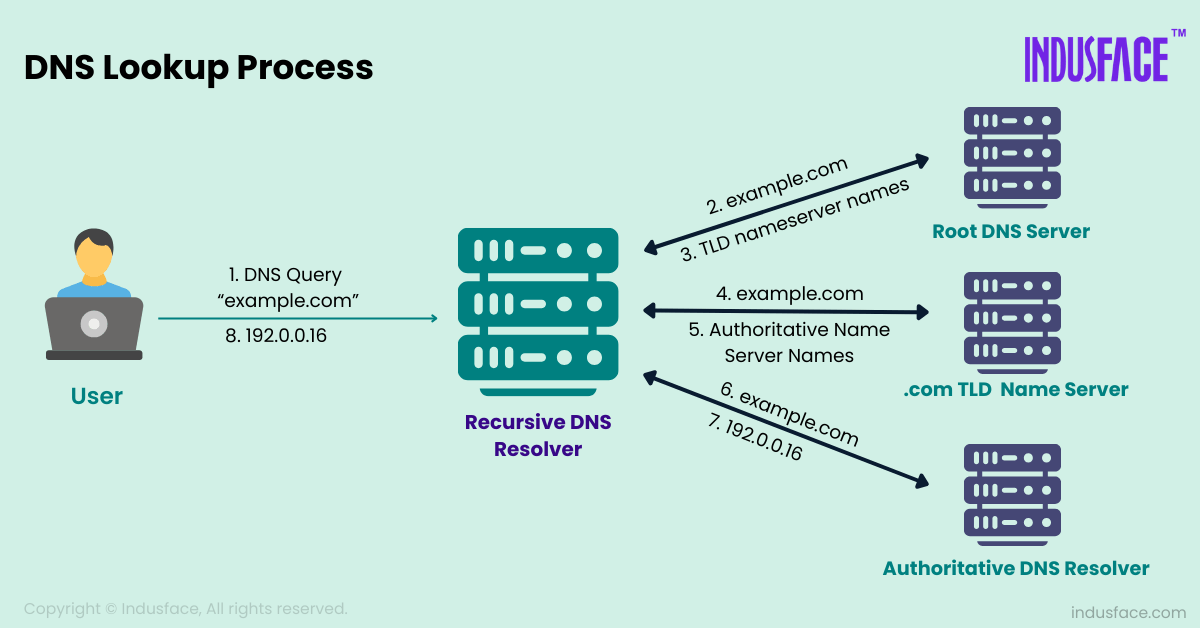 DNS Lookup Process
INDUSFACE™
1. DNS Query
“example.com”
8. 192.0.0.16
User
Recursive DNS
Resolver
2. example.com
3. TLD nameserver names
Root DNS Server
4. example.com
5. Authoritative Name
Server Names
.com TLD  Name Server
6. example.com
7. 192.0.0.16
Authoritative DNS Resolver
Copyright © Indusface, All rights reserved.
indusface.com